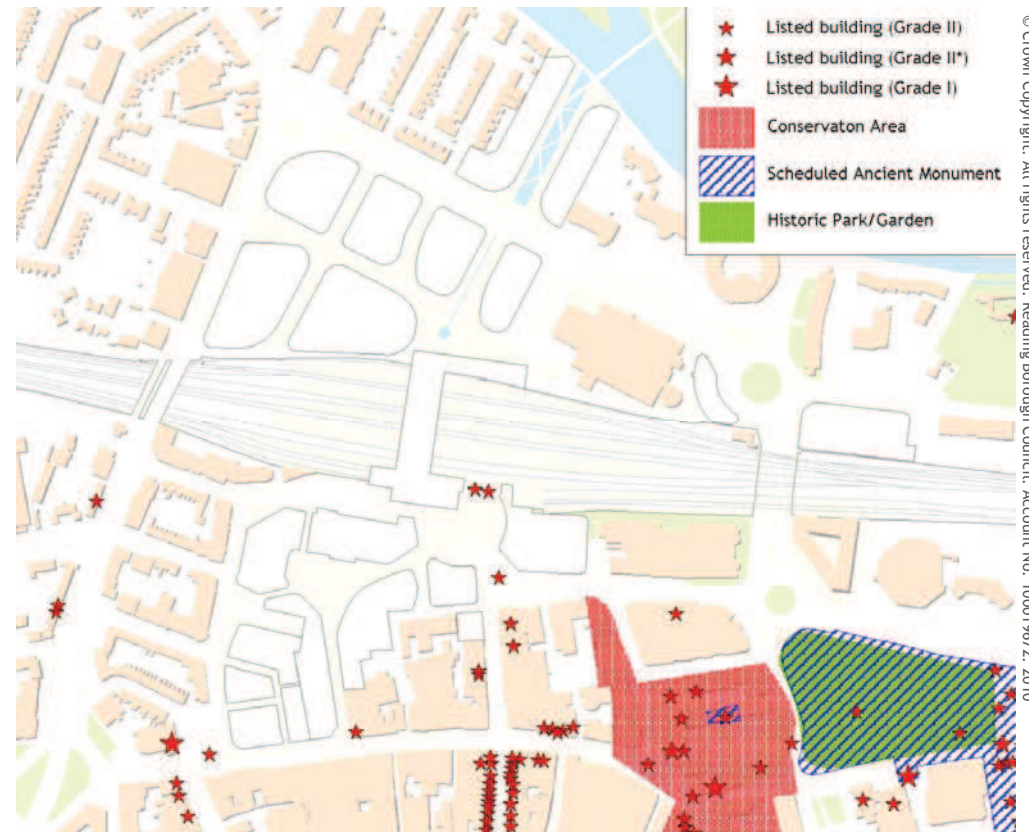 Listed building (Grade II)
Listed building (Grade II*)
Listed building (Grade I)
Conservaton Area
Scheduled Ancient Monument
Historic Park/Garden
© Crown Copyright. All rights reserved. Reading Borough Council. Account No. 100019672. 2010